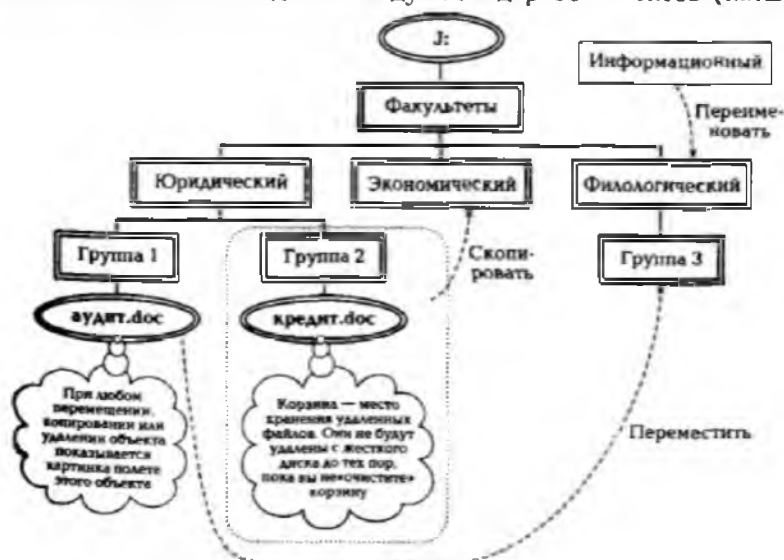 J:
Информационный
Факультеты
Переиме-
новать
Юридический
Экономический
Филологический
Группа 1
Группа 2
Скопи-
ровать
Группа 3
аудит.doc
кредит.doc
При любом
перемещении,
копировании или
удалении объекта
показывается
картинка полете
этого объекта
Корзина — место
хранения удаленных
файлов. Они не будут
удалены с жесткого
диска до тех пор,
пока вы не «очистите»
корзину
Переместить